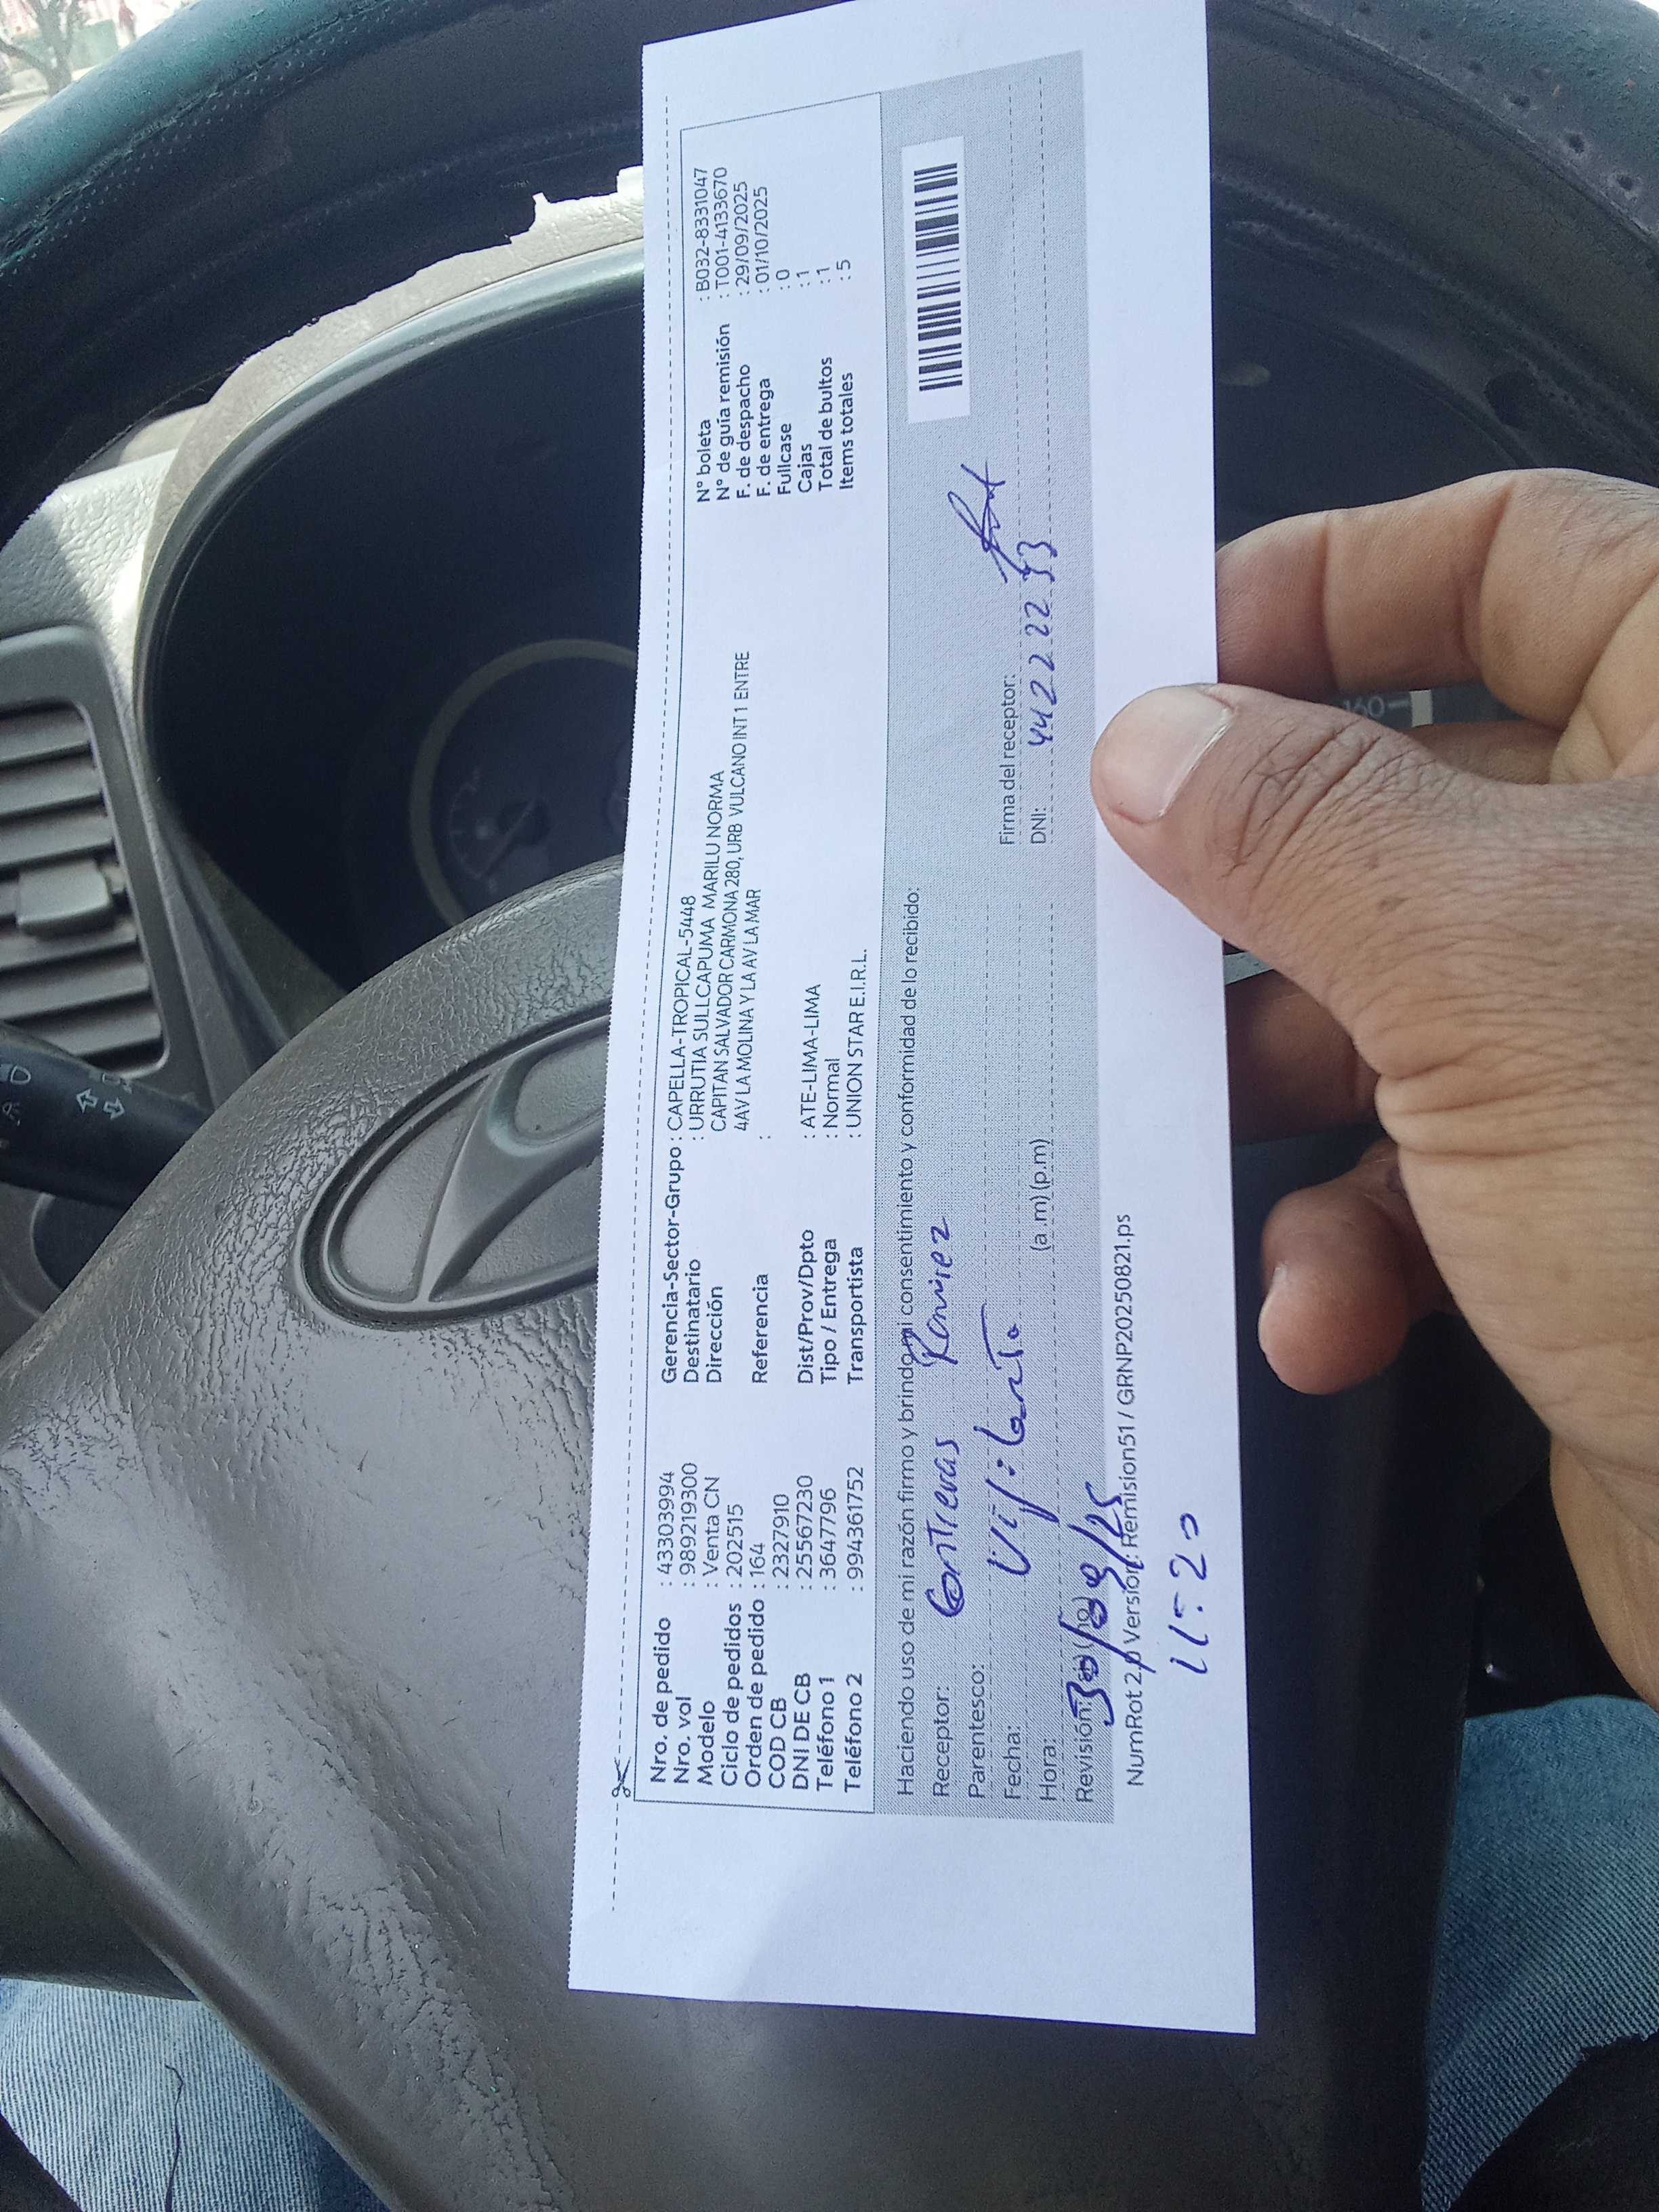 Nro. de pedido : 43303994
Nro. vol : 989219300
Modelo : Venta CN
Ciclo de pedidos : 202515
Orden de pedido : 164
COD CB : 2327910
DNI DE CB : 25567230
Teléfono 1 : 3647796
Teléfono 2 : 994361752
Gerencia-Sector-Grupo : CAPELLA-TROPICAL-5448
Destinatario : URRUTIA SULLCAPUMA MARILU NORMA
Dirección CAPITAN SALVADOR CARMONA 280, URB VULCANO INT 1 ENTRE
4AV LA MOLINA Y LA AV LA MAR
Referencia :
Dist/Prov/Dpto : ATE-LIMA-LIMA
Tipo / Entrega : Normal
Transportista : UNION STAR E.I.R.L.
N° boleta : B032-8331047
N° de guía remisión : T001-4133670
F. de despacho : 29/09/2025
F. de entrega : 01/10/2025
Fullcase : 0
Cajas : 1
Total de bultos : 1
Items totales : 5
Haciendo uso de mi razón firmo y brindo mi consentimiento y conformidad de lo recibido:
Receptor: Contreras Ramirez
Parentesco: Vigilante
Fecha: 30/09/25
Hora: (a.m) (p.m)
Firma del receptor:
DNI: 44222233
Revisión: (si) (no)
NumRot 2.0 Version: Remision51 / GRNP20250821.ps
11:20
160